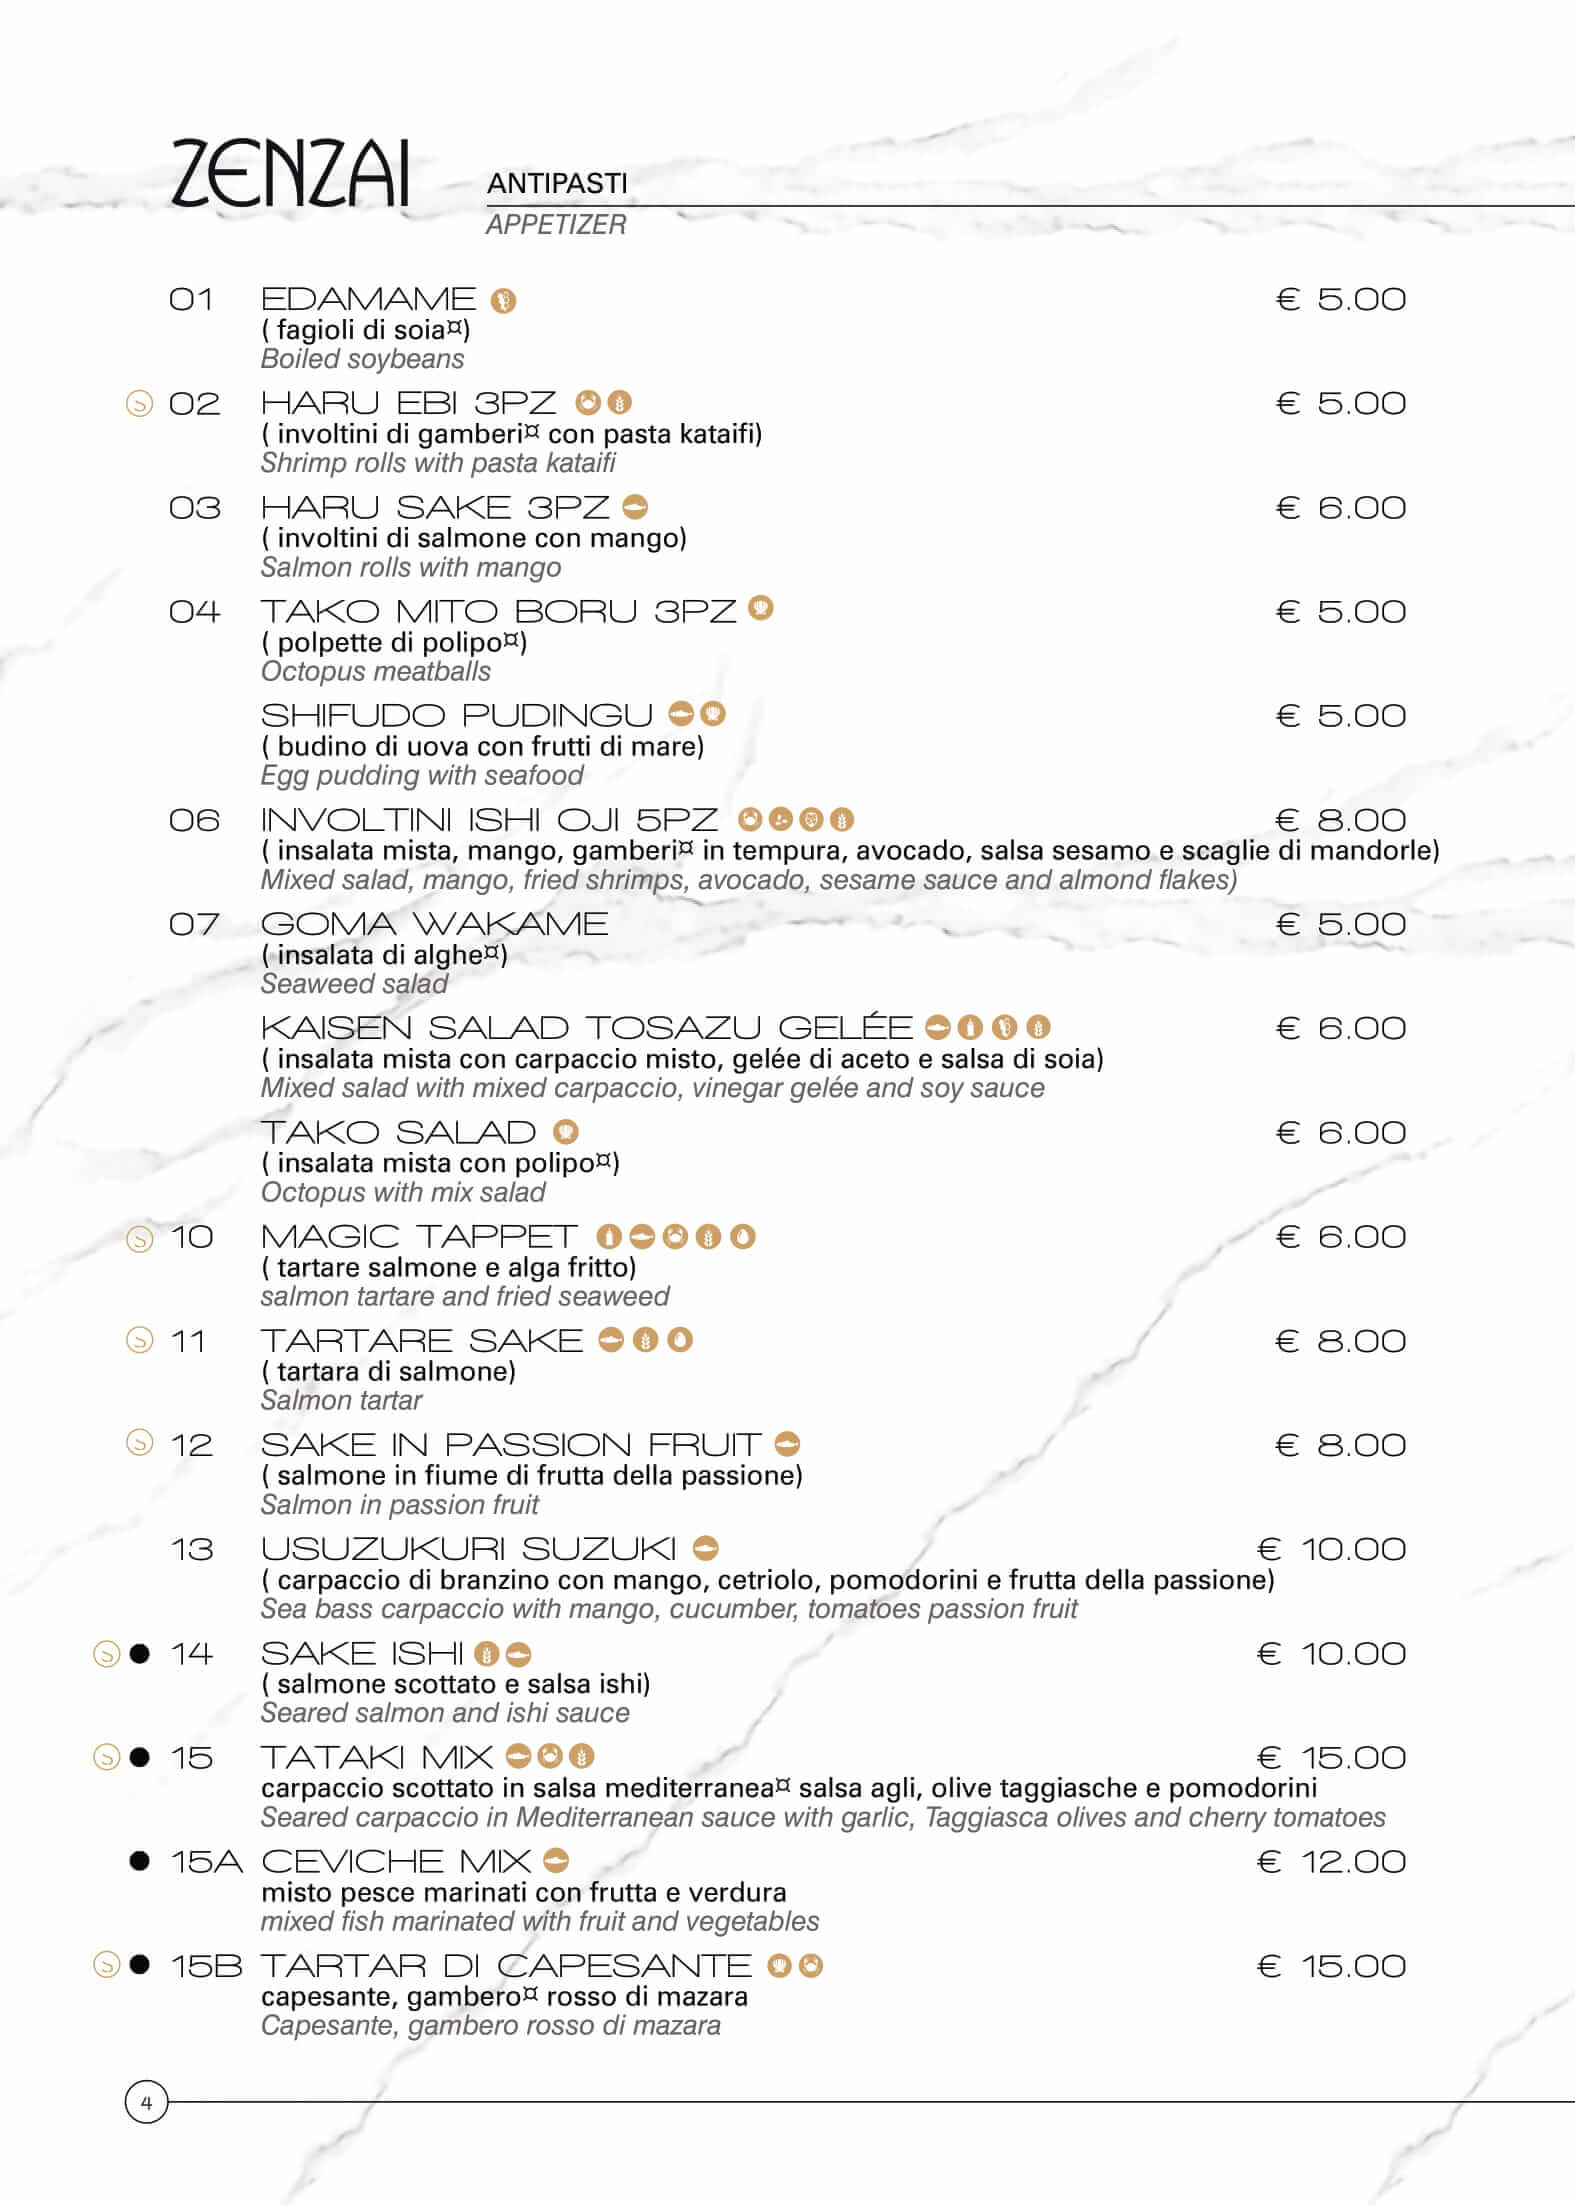 ZENZAI
ANTIPASTI
APPETIZER
01 EDAMAME € 5.00
( fagioli di soia¤)
Boiled soybeans
S 02 HARU EBI 3PZ € 5.00
( involtini di gamberi¤ con pasta kataifi)
Shrimp rolls with pasta kataifi
03 HARU SAKE 3PZ € 6.00
( involtini di salmone con mango)
Salmon rolls with mango
04 TAKO MITO BORU 3PZ € 5.00
( polpette di polipo¤)
Octopus meatballs
SHIFUDO PUDINGU € 5.00
( budino di uova con frutti di mare)
Egg pudding with seafood
06 INVOLTINI ISHI OJI 5PZ € 8.00
( insalata mista, mango, gamberi¤ in tempura, avocado, salsa sesamo e scaglie di mandorle)
Mixed salad, mango, fried shrimps, avocado, sesame sauce and almond flakes)
07 GOMA WAKAME € 5.00
( insalata di alghe¤)
Seaweed salad
KAISEN SALAD TOSAZU GELÉE € 6.00
( insalata mista con carpaccio misto, gelée di aceto e salsa di soia)
Mixed salad with mixed carpaccio, vinegar gelée and soy sauce
TAKO SALAD € 6.00
( insalata mista con polipo¤)
Octopus with mix salad
S 10 MAGIC TAPPET € 6.00
( tartare salmone e alga fritto)
salmon tartare and fried seaweed
S 11 TARTARE SAKE € 8.00
( tartara di salmone)
Salmon tartar
S 12 SAKE IN PASSION FRUIT € 8.00
( salmone in fiume di frutta della passione)
Salmon in passion fruit
13 USUZUKURI SUZUKI € 10.00
( carpaccio di branzino con mango, cetriolo, pomodorini e frutta della passione)
Sea bass carpaccio with mango, cucumber, tomatoes passion fruit
S ● 14 SAKE ISHI € 10.00
( salmone scottato e salsa ishi)
Seared salmon and ishi sauce
S ● 15 TATAKI MIX € 15.00
carpaccio scottato in salsa mediterranea¤ salsa agli, olive taggiasche e pomodorini
Seared carpaccio in Mediterranean sauce with garlic, Taggiasca olives and cherry tomatoes
● 15A CEVICHE MIX € 12.00
misto pesce marinati con frutta e verdura
mixed fish marinated with fruit and vegetables
S ● 15B TARTAR DI CAPESANTE € 15.00
capesante, gambero¤ rosso di mazara
Capesante, gambero rosso di mazara
4